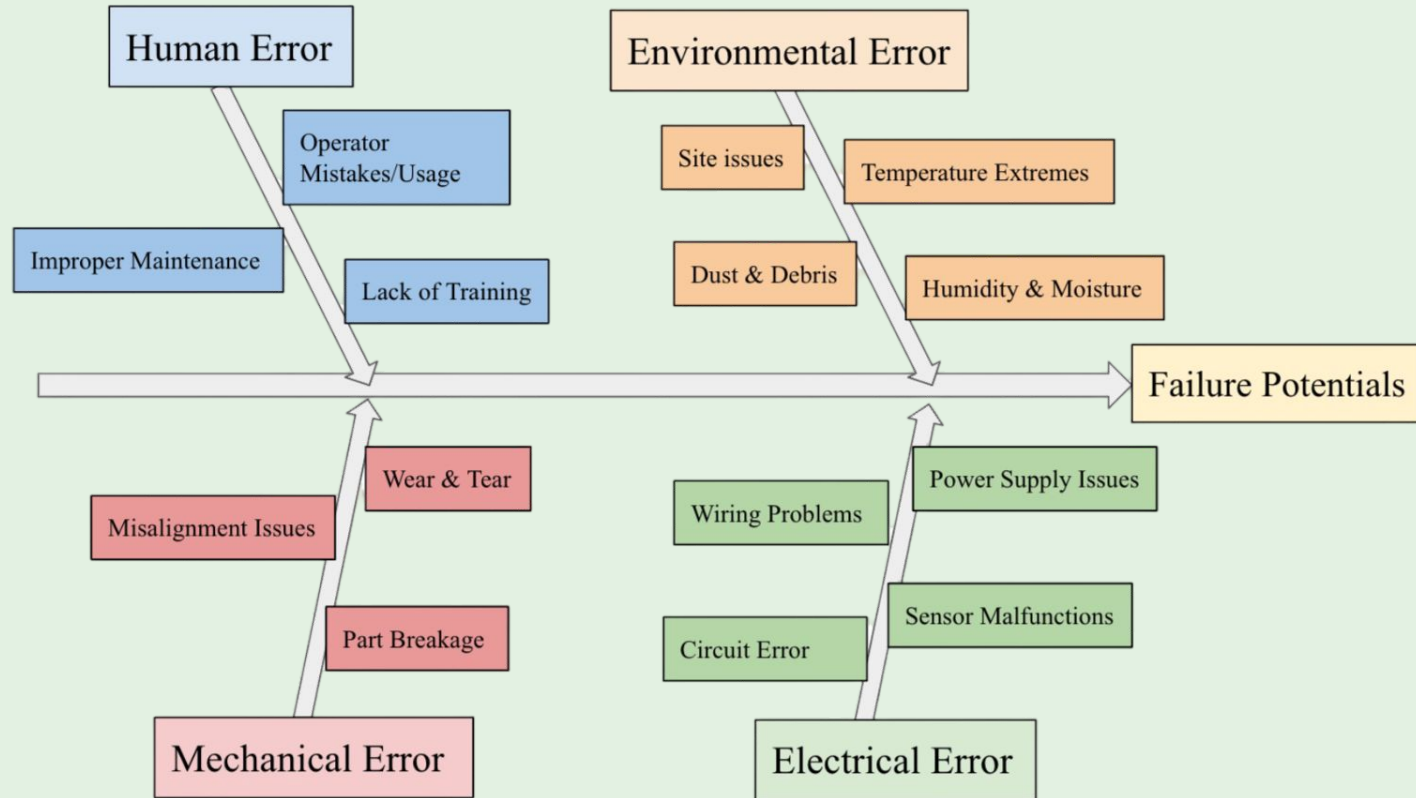 Human Error
Environmental Error
Operator
Mistakes/Usage
Site issues
Temperature Extremes
Improper Maintenance
Lack of Training
Dust & Debris
Humidity & Moisture
Failure Potentials
Wear & Tear
Misalignment Issues
Power Supply Issues
Wiring Problems
Part Breakage
Sensor Malfunctions
Circuit Error
Mechanical Error
Electrical Error